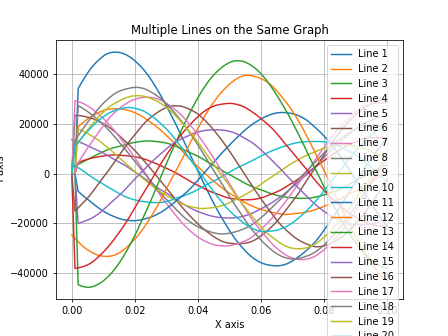 Multiple Lines on the Same Graph
40000
20000
0
−20000
−40000
0.00
0.02
0.04
0.06
X axis
Line 1
Line 2
Line 3
Line 4
Line 5
Line 6
Line 7
Line 8
Line 9
Line 10
Line 11
Line 12
Line 13
Line 14
Line 15
Line 16
Line 17
Line 18
Line 19